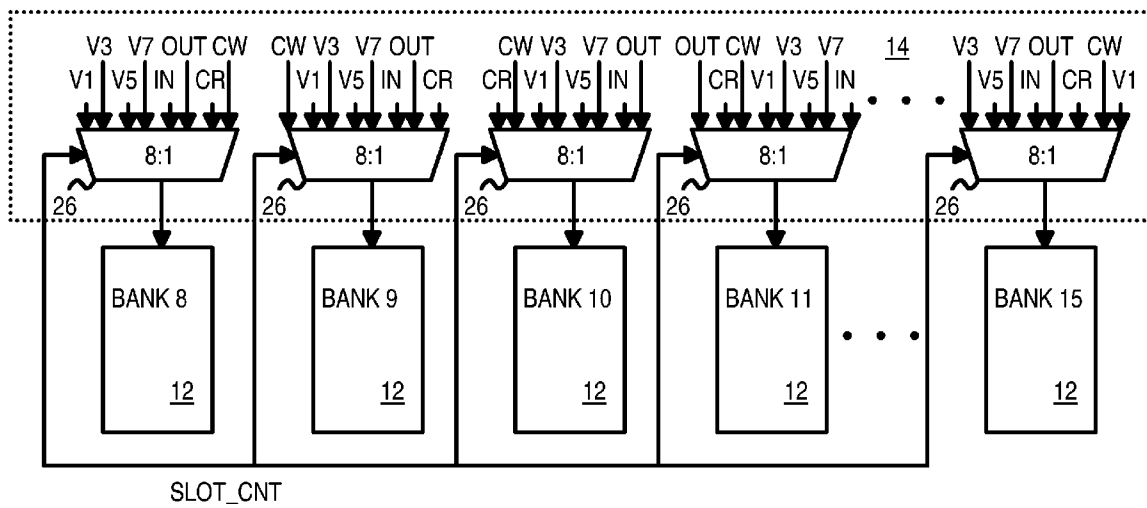 V3 V7 OUT CW CW V3 V7 OUT CW V3 V7 OUT OUT CW V3 V7 14 V3 V7 OUT CW
V1 V5 IN CR V1 V5 IN CR CR V1 V5 IN CR V1 V5 IN V5 IN CR V1
8:1 8:1 8:1 8:1 8:1
26 26 26 26 26
BANK 8 BANK 9 BANK 10 BANK 11 BANK 15
12 12 12 12 12
SLOT_CNT